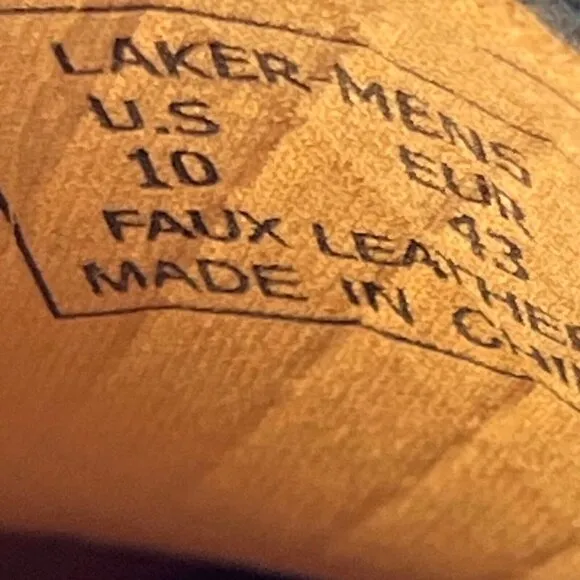 LAKER-MENS
U.S EUR
10 43
FAUX LEATHER
MADE IN CHI